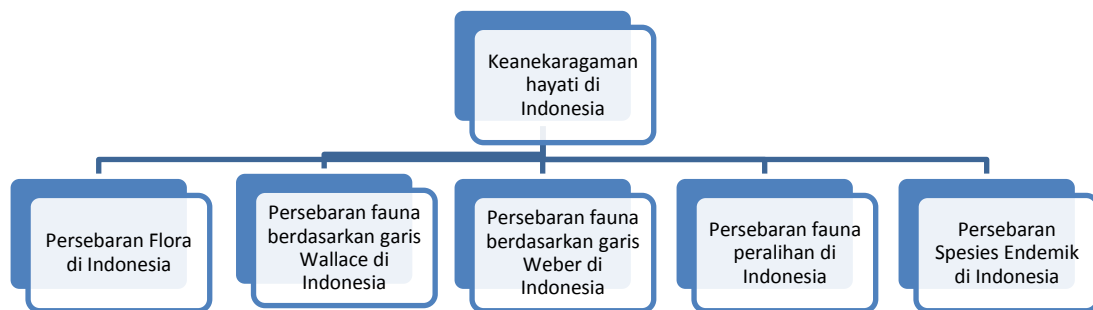 Keanekaragaman
hayati di
Indonesia
Persebaran Flora
di Indonesia
Persebaran fauna
berdasarkan garis
Wallace di
Indonesia
Persebaran fauna
berdasarkan garis
Weber di
Indonesia
Persebaran fauna
peralihan di
Indonesia
Persebaran
Spesies Endemik
di Indonesia